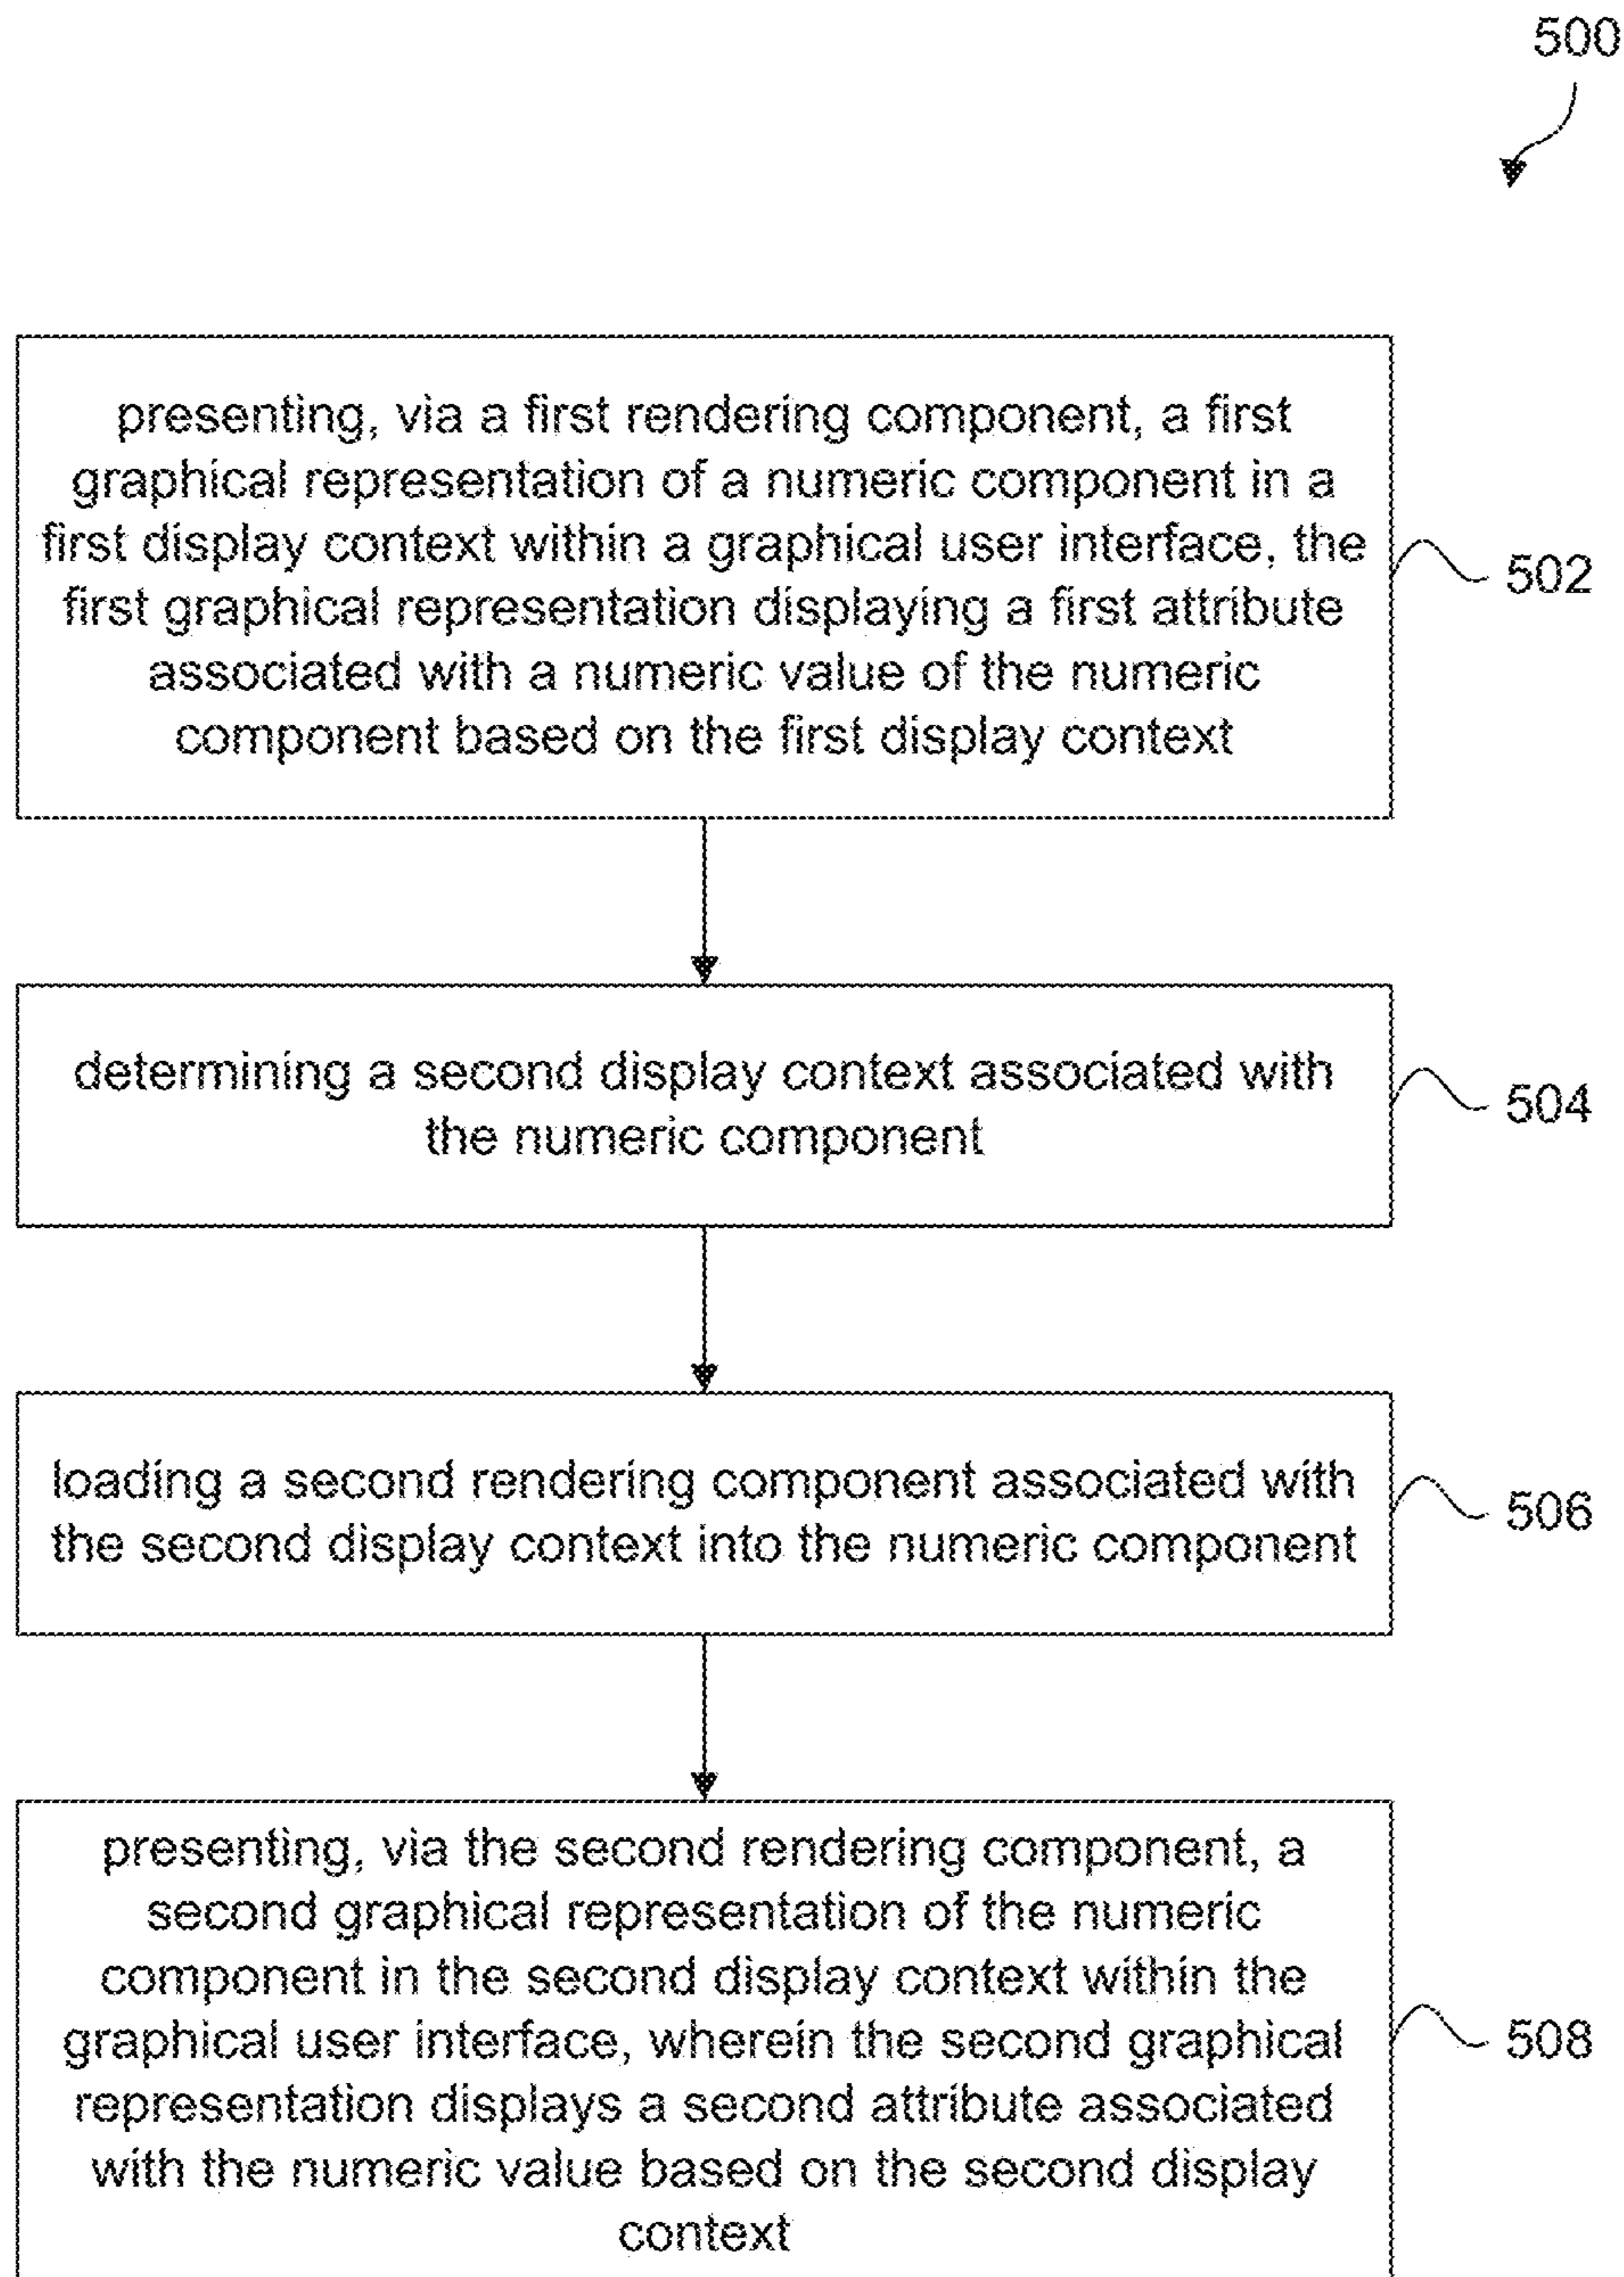 500
presenting, via a first rendering component, a first
graphical representation of a numeric component in a
first display context within a graphical user interface, the
first graphical representation displaying a first attribute
associated with a numeric value of the numeric
component based on the first display context
502
determining a second display context associated with
the numeric component
504
loading a second rendering component associated with
the second display context into the numeric component
506
presenting, via the second rendering component, a
second graphical representation of the numeric
component in the second display context within the
graphical user interface, wherein the second graphical
representation displays a second attribute associated
with the numeric value based on the second display
context
508